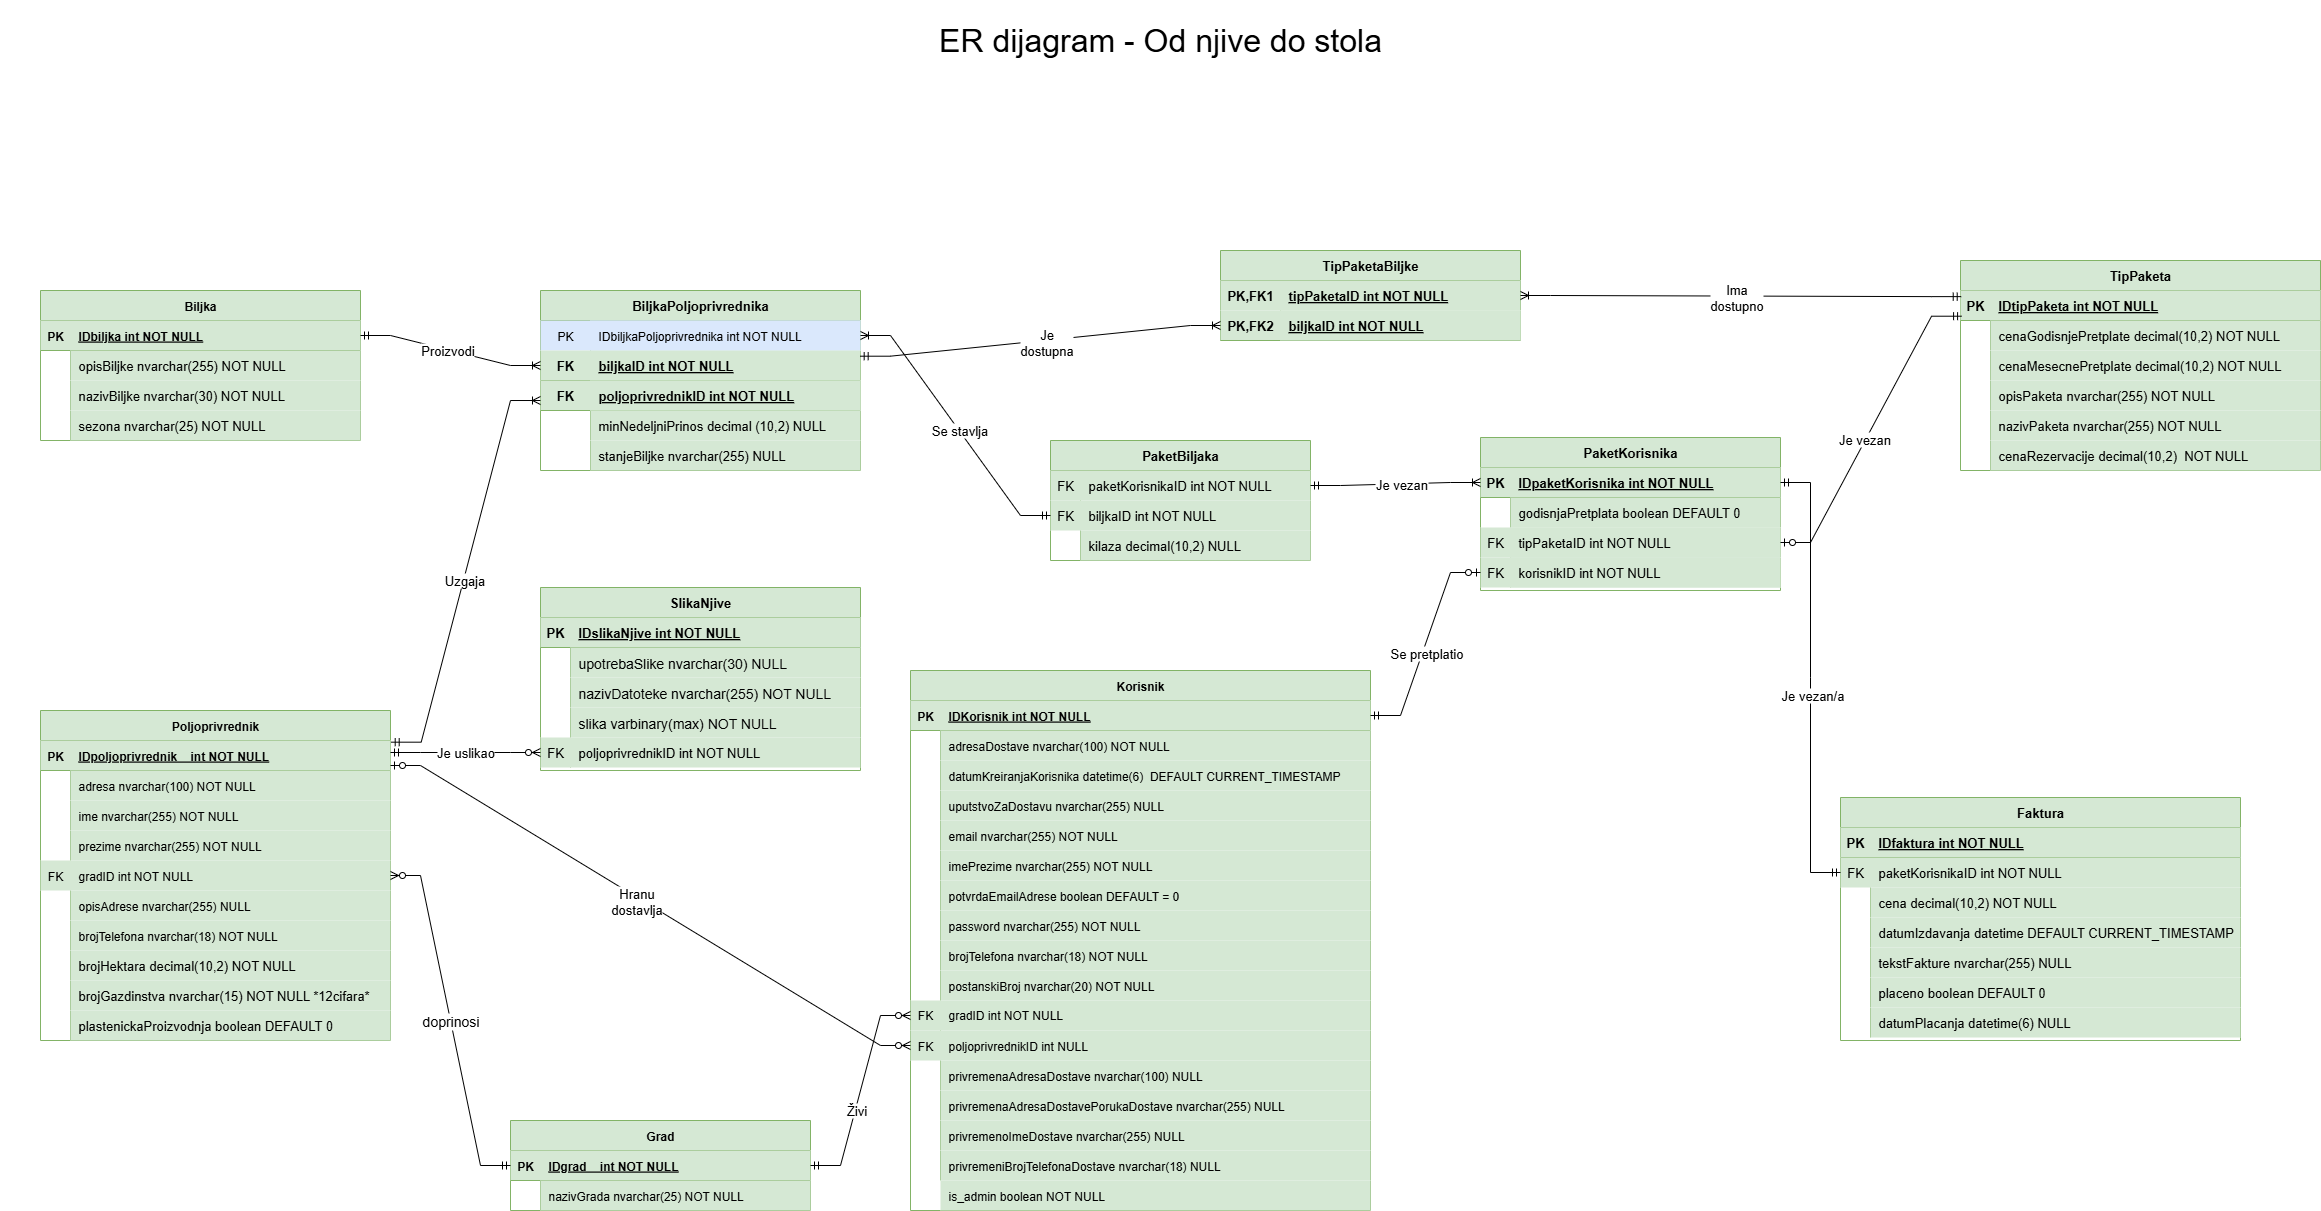 ER dijagram - Od njive do stola
Biljka
PK IDbiljka int NOT NULL
opisBiljke nvarchar(255) NOT NULL
nazivBiljke nvarchar(30) NOT NULL
sezona nvarchar(25) NOT NULL
Proizvodi
BiljkaPoljoprivrednika
PK IDbiljkaPoljoprivrednika int NOT NULL
FK biljkaID int NOT NULL
FK poljoprivrednikID int NOT NULL
minNedeljniPrinos decimal (10,2) NULL
stanjeBiljke nvarchar(255) NULL
Je
dostupna
Se stavlja
TipPaketaBiljke
PK,FK1 tipPaketaID int NOT NULL
PK,FK2 biljkaID int NOT NULL
Ima
dostupno
TipPaketa
PK IDtipPaketa int NOT NULL
cenaGodisnjePretplate decimal(10,2) NOT NULL
cenaMesecnePretplate decimal(10,2) NOT NULL
opisPaketa nvarchar(255) NOT NULL
nazivPaketa nvarchar(255) NOT NULL
cenaRezervacije decimal(10,2) NOT NULL
PaketBiljaka
FK paketKorisnikaID int NOT NULL
FK biljkaID int NOT NULL
kilaza decimal(10,2) NULL
Je vezan
PaketKorisnika
PK IDpaketKorisnika int NOT NULL
godisnjaPretplata boolean DEFAULT 0
FK tipPaketaID int NOT NULL
FK korisnikID int NOT NULL
Je vezan
Uzgaja
SlikaNjive
PK IDslikaNjive int NOT NULL
upotrebaSlike nvarchar(30) NULL
nazivDatoteke nvarchar(255) NOT NULL
slika varbinary(max) NOT NULL
FK poljoprivrednikID int NOT NULL
Je uslikao
Se pretplatio
Je vezan/a
Poljoprivrednik
PK IDpoljoprivrednik int NOT NULL
adresa nvarchar(100) NOT NULL
ime nvarchar(255) NOT NULL
prezime nvarchar(255) NOT NULL
FK gradID int NOT NULL
opisAdrese nvarchar(255) NULL
brojTelefona nvarchar(18) NOT NULL
brojHektara decimal(10,2) NOT NULL
brojGazdinstva nvarchar(15) NOT NULL *12cifara*
plastenickaProizvodnja boolean DEFAULT 0
Hranu
dostavlja
doprinosi
Korisnik
PK IDKorisnik int NOT NULL
adresaDostave nvarchar(100) NOT NULL
datumKreiranjaKorisnika datetime(6) DEFAULT CURRENT_TIMESTAMP
uputstvoZaDostavu nvarchar(255) NULL
email nvarchar(255) NOT NULL
imePrezime nvarchar(255) NOT NULL
potvrdaEmailAdrese boolean DEFAULT = 0
password nvarchar(255) NOT NULL
brojTelefona nvarchar(18) NOT NULL
postanskiBroj nvarchar(20) NOT NULL
FK gradID int NOT NULL
FK poljoprivrednikID int NULL
privremenaAdresaDostave nvarchar(100) NULL
privremenaAdresaDostavePorukaDostave nvarchar(255) NULL
privremenoImeDostave nvarchar(255) NULL
privremeniBrojTelefonaDostave nvarchar(18) NULL
is_admin boolean NOT NULL
Faktura
PK IDfaktura int NOT NULL
FK paketKorisnikaID int NOT NULL
cena decimal(10,2) NOT NULL
datumIzdavanja datetime DEFAULT CURRENT_TIMESTAMP
tekstFakture nvarchar(255) NULL
placeno boolean DEFAULT 0
datumPlacanja datetime(6) NULL
Živi
Grad
PK IDgrad int NOT NULL
nazivGrada nvarchar(25) NOT NULL